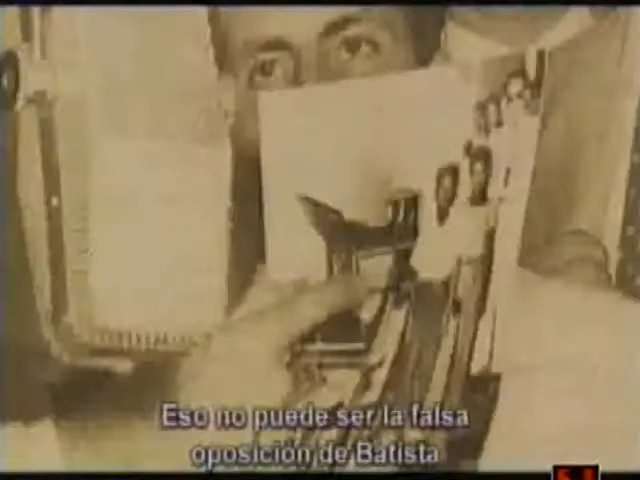 Eso no puede ser la falsa
oposición de Batista